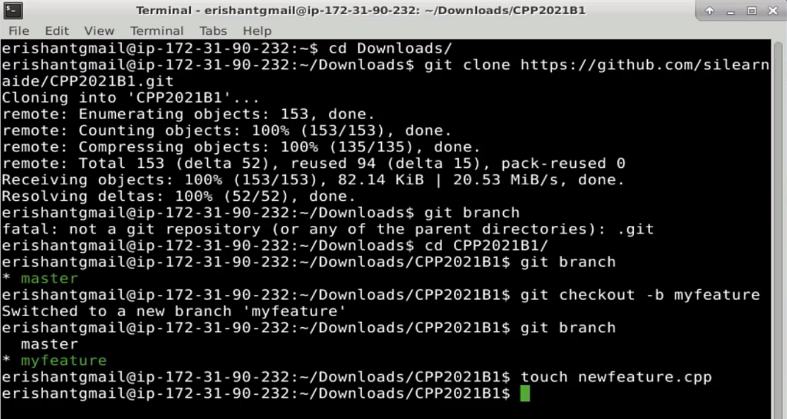 Terminal - erishantgmail@ip-172-31-90-232: ~/Downloads/CPP2021B1
File Edit View Terminal Tabs Help
erishantgmail@ip-172-31-90-232:~$ cd Downloads/
erishantgmail@ip-172-31-90-232:~/Downloads$ git clone https://github.com/silearn
aide/CPP2021B1.git
Cloning into 'CPP2021B1'...
remote: Enumerating objects: 153, done.
remote: Counting objects: 100% (153/153), done.
remote: Compressing objects: 100% (135/135), done.
remote: Total 153 (delta 52), reused 94 (delta 15), pack-reused 0
Receiving objects: 100% (153/153), 82.14 KiB | 20.53 MiB/s, done.
Resolving deltas: 100% (52/52), done.
erishantgmail@ip-172-31-90-232:~/Downloads$ git branch
fatal: not a git repository (or any of the parent directories): .git
erishantgmail@ip-172-31-90-232:~/Downloads$ cd CPP2021B1/
erishantgmail@ip-172-31-90-232:~/Downloads/CPP2021B1$ git branch
* master
erishantgmail@ip-172-31-90-232:~/Downloads/CPP2021B1$ git checkout -b myfeature
Switched to a new branch 'myfeature'
erishantgmail@ip-172-31-90-232:~/Downloads/CPP2021B1$ git branch
  master
* myfeature
erishantgmail@ip-172-31-90-232:~/Downloads/CPP2021B1$ touch newfeature.cpp
erishantgmail@ip-172-31-90-232:~/Downloads/CPP2021B1$